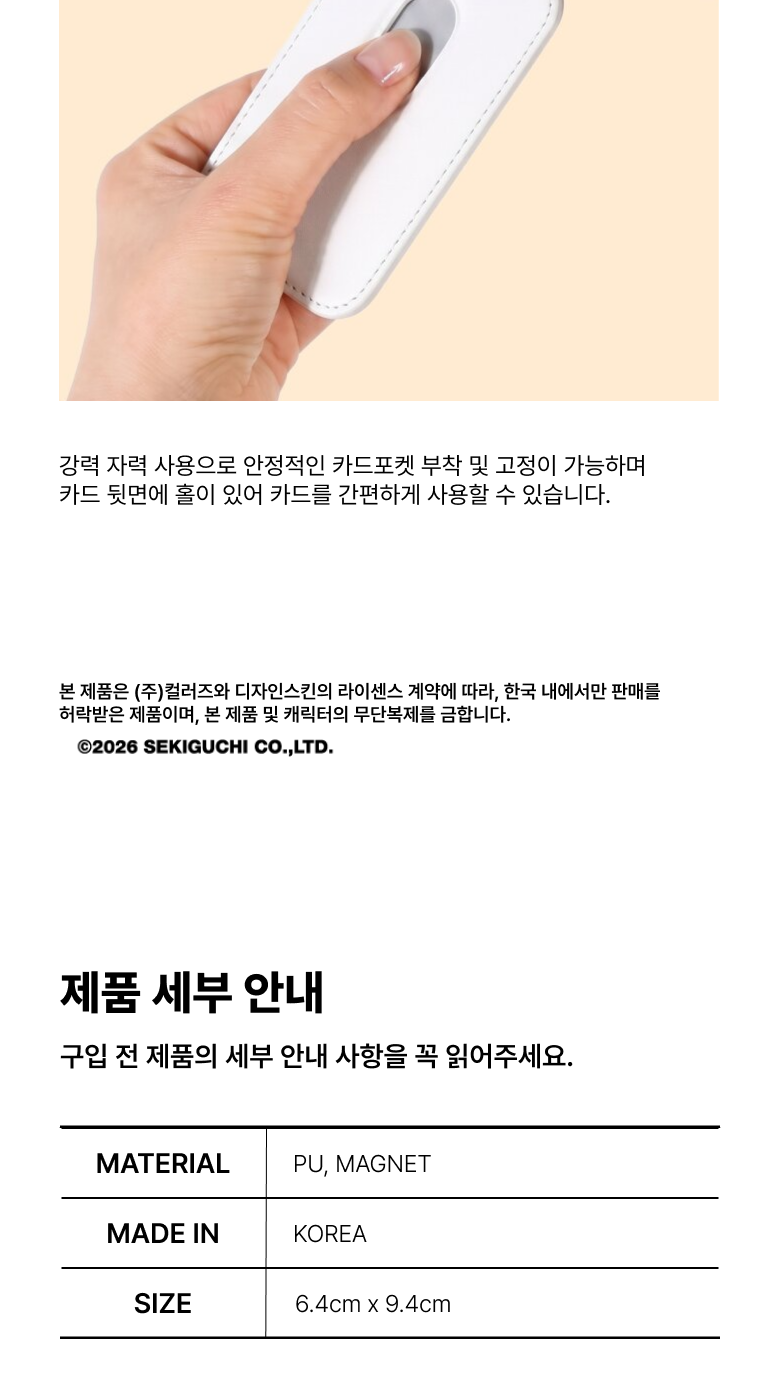 강력 자력 사용으로 안정적인 카드포켓 부착 및 고정이 가능하며
카드 뒷면에 홀이 있어 카드를 간편하게 사용할 수 있습니다.
본 제품은 (주)컬러즈와 디자인스킨의 라이센스 계약에 따라, 한국 내에서만 판매를
허락받은 제품이며, 본 제품 및 캐릭터의 무단복제를 금합니다.
©2026 SEKIGUCHI CO.,LTD.
제품 세부 안내
구입 전 제품의 세부 안내 사항을 꼭 읽어주세요.
MATERIAL PU, MAGNET
MADE IN KOREA
SIZE 6.4cm x 9.4cm